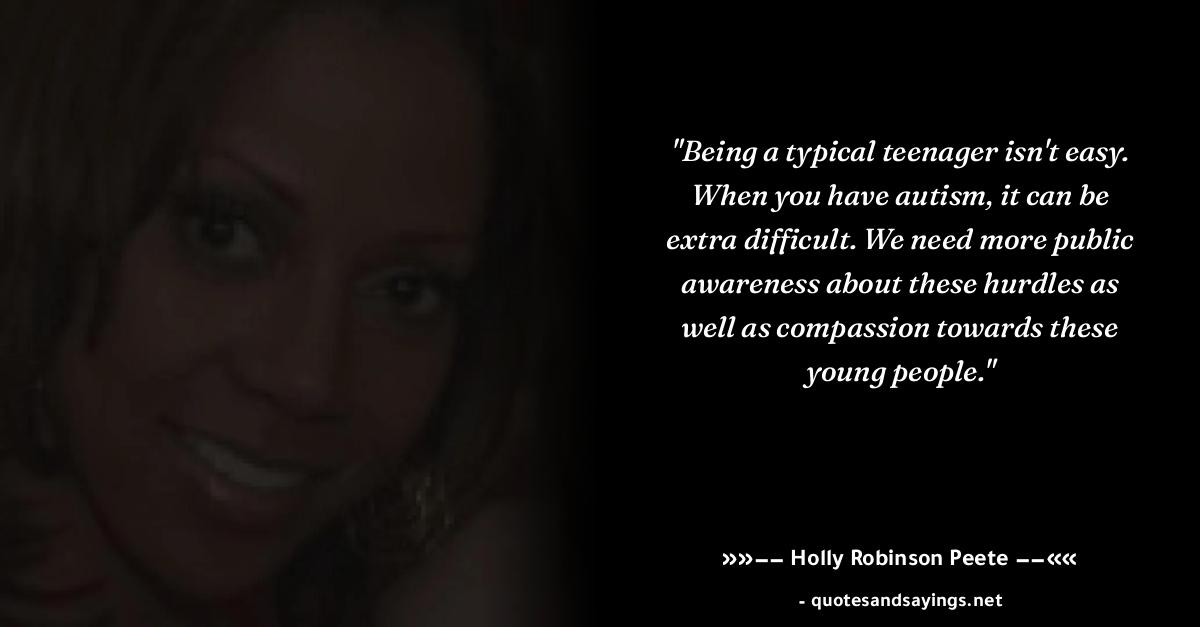 "Being a typical teenager isn't easy.
When you have autism, it can be
extra difficult. We need more public
awareness about these hurdles as
well as compassion towards these
young people."
»»−− Holly Robinson Peete −−««
- quotesandsayings.net